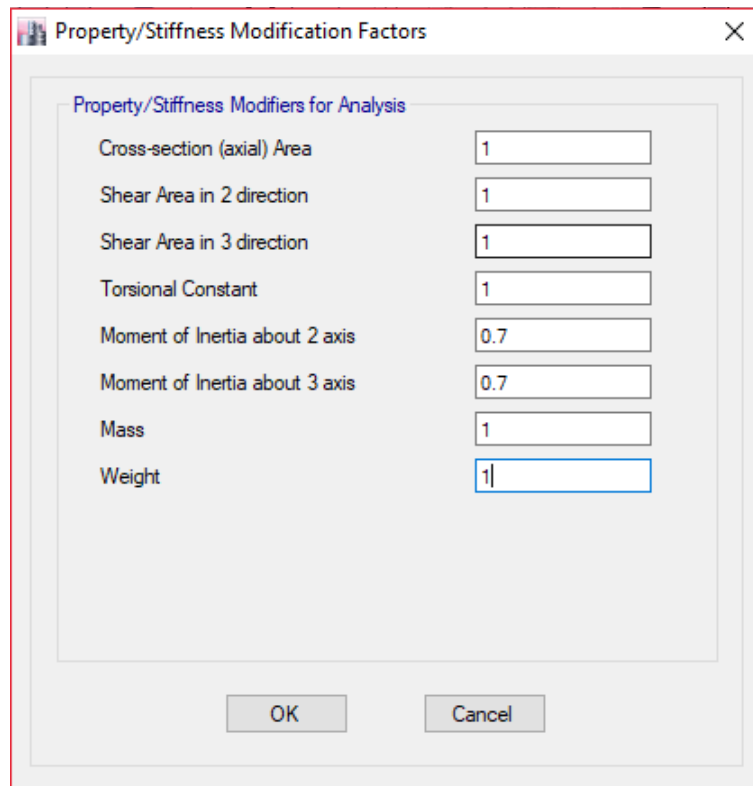 Property/Stiffness Modification Factors
Property/Stiffness Modifiers for Analysis
Cross-section (axial) Area 1
Shear Area in 2 direction 1
Shear Area in 3 direction 1
Torsional Constant 1
Moment of Inertia about 2 axis 0.7
Moment of Inertia about 3 axis 0.7
Mass 1
Weight 1
OK Cancel